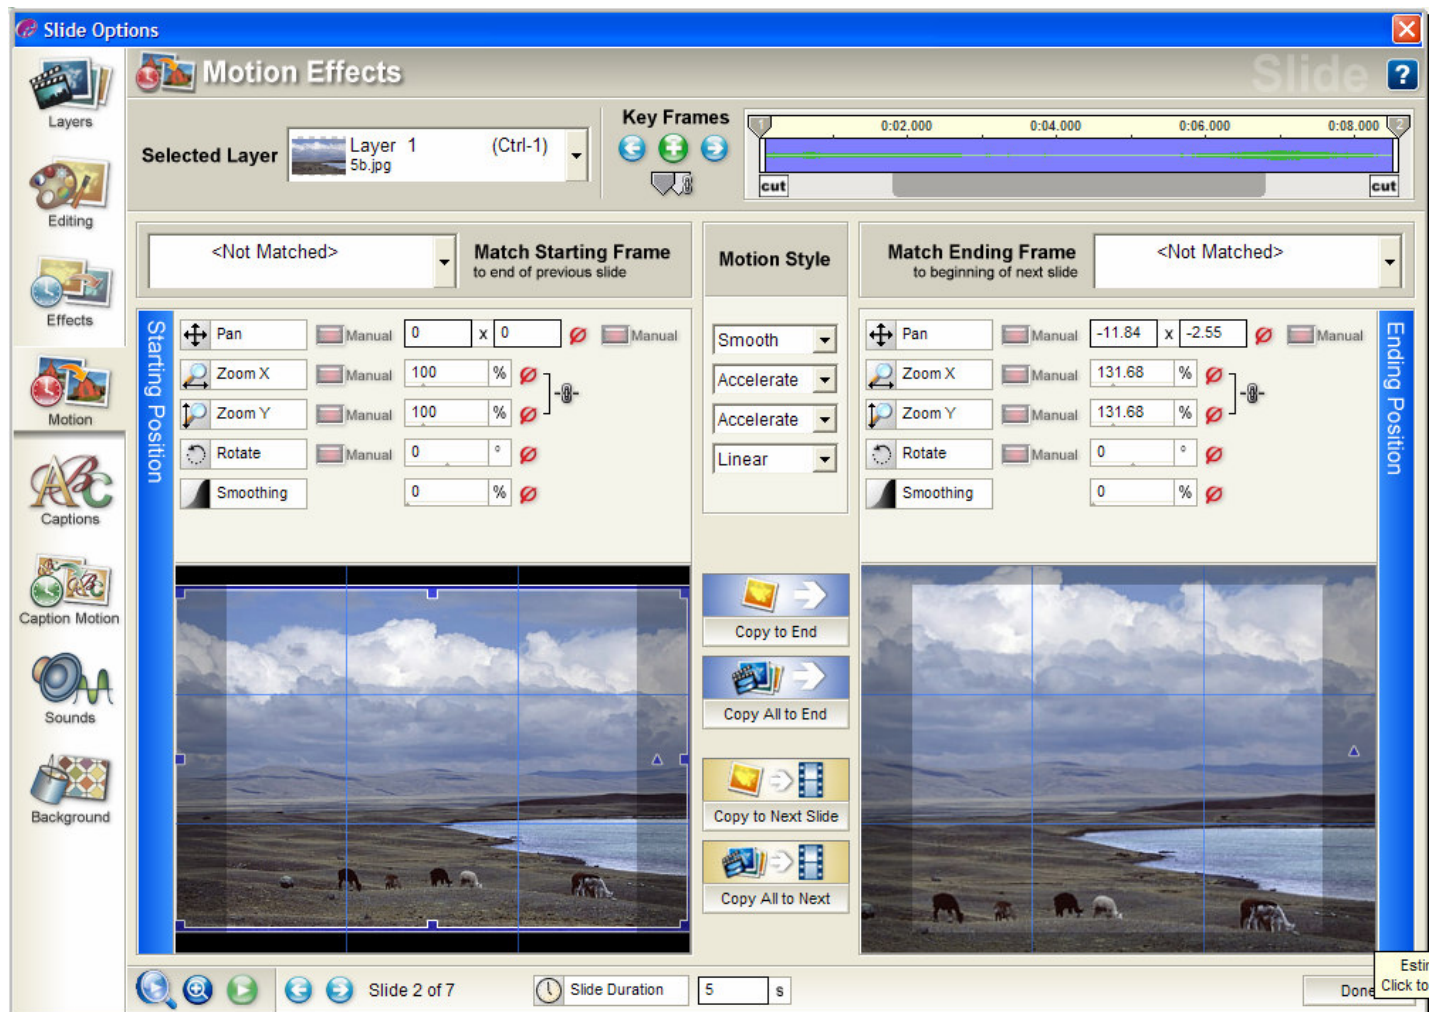 Slide Options
Layers
Editing
Effects
Motion
Captions
Caption Motion
Sounds
Background
Motion Effects
Slide
?
Selected Layer
Layer 1 (Ctrl-1)
5b.jpg
Key Frames
1 0:02.000 0:04.000 0:06.000 0:08.000 2
cut cut
<Not Matched>
Match Starting Frame
to end of previous slide
Motion Style
Match Ending Frame
to beginning of next slide
<Not Matched>
Starting Position
Pan Manual 0 x 0 Manual
Zoom X Manual 100 %
Zoom Y Manual 100 %
Rotate Manual 0 °
Smoothing 0 %
Smooth
Accelerate
Accelerate
Linear
Pan Manual -11.84 x -2.55 Manual
Zoom X Manual 131.68 %
Zoom Y Manual 131.68 %
Rotate Manual 0 °
Smoothing 0 %
Ending Position
Copy to End
Copy All to End
Copy to Next Slide
Copy All to Next
Slide 2 of 7
Slide Duration 5 s
Done
Click to